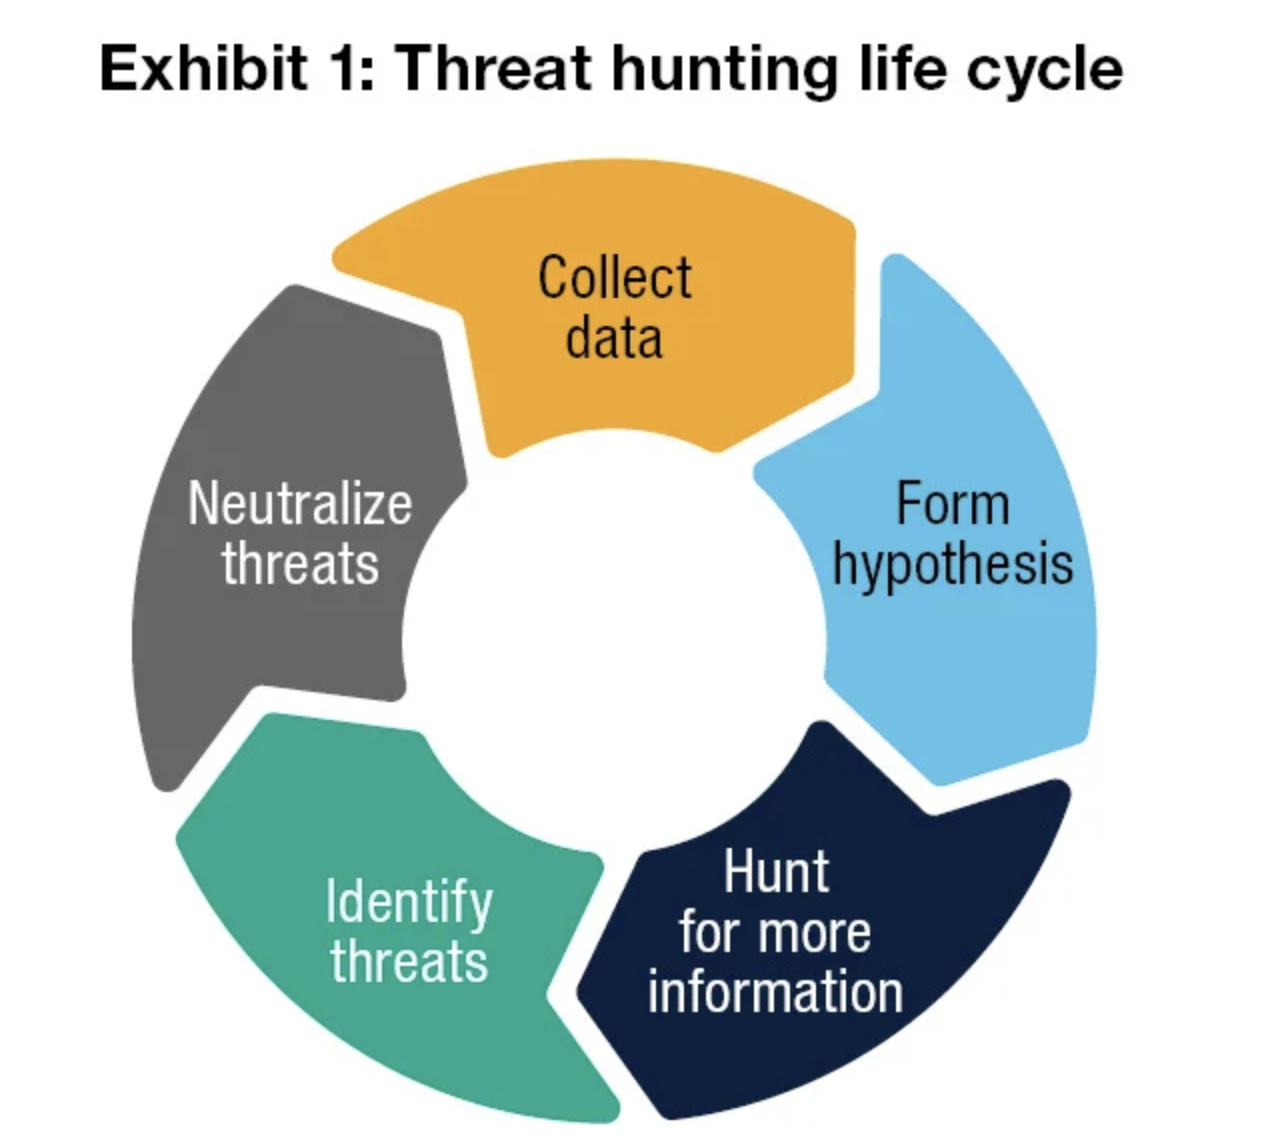 Exhibit 1: Threat hunting life cycle
Collect
data
Form
hypothesis
Hunt
for more
information
Identify
threats
Neutralize
threats